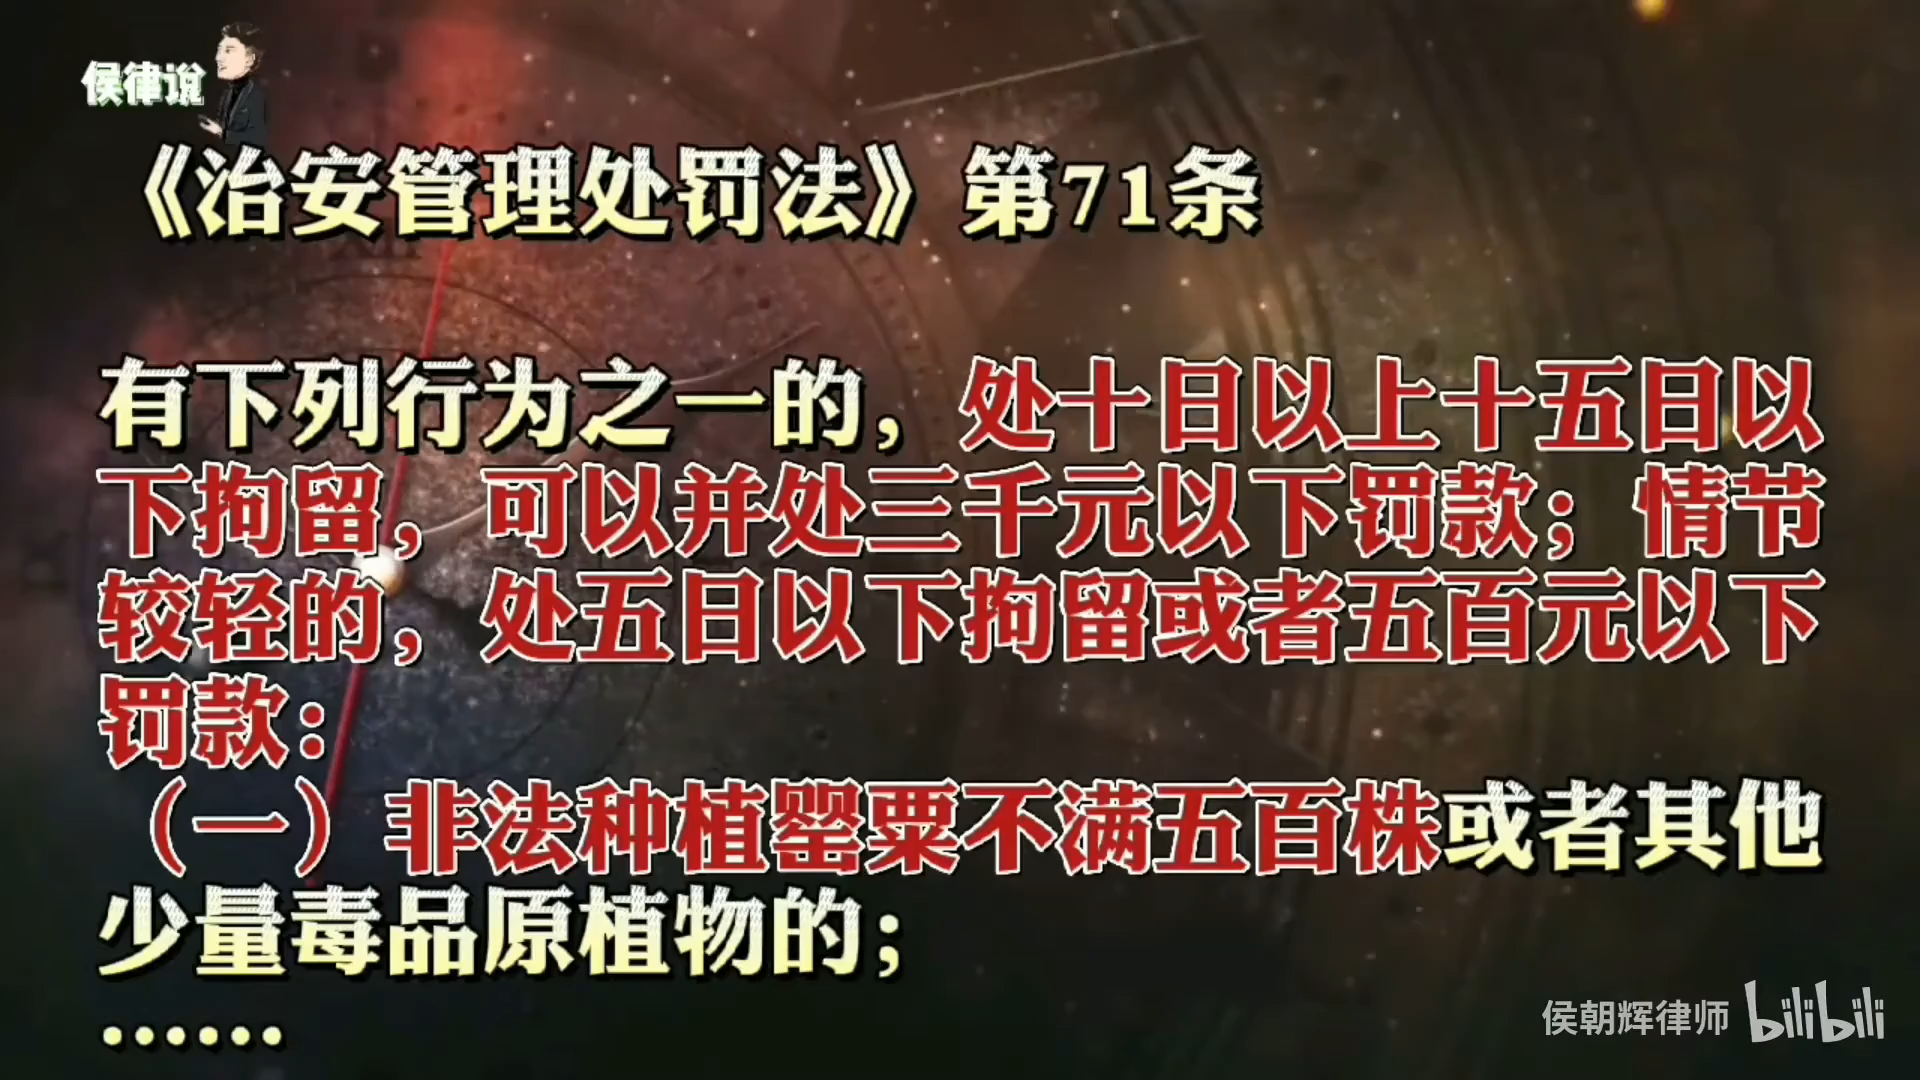 侯律说
《治安管理处罚法》第71条
有下列行为之一的，处十日以上十五日以
下拘留，可以并处三千元以下罚款；情节
较轻的，处五日以下拘留或者五百元以下
罚款：
（一）非法种植罂粟不满五百株或者其他
少量毒品原植物的；
……
侯朝辉律师 bilibili